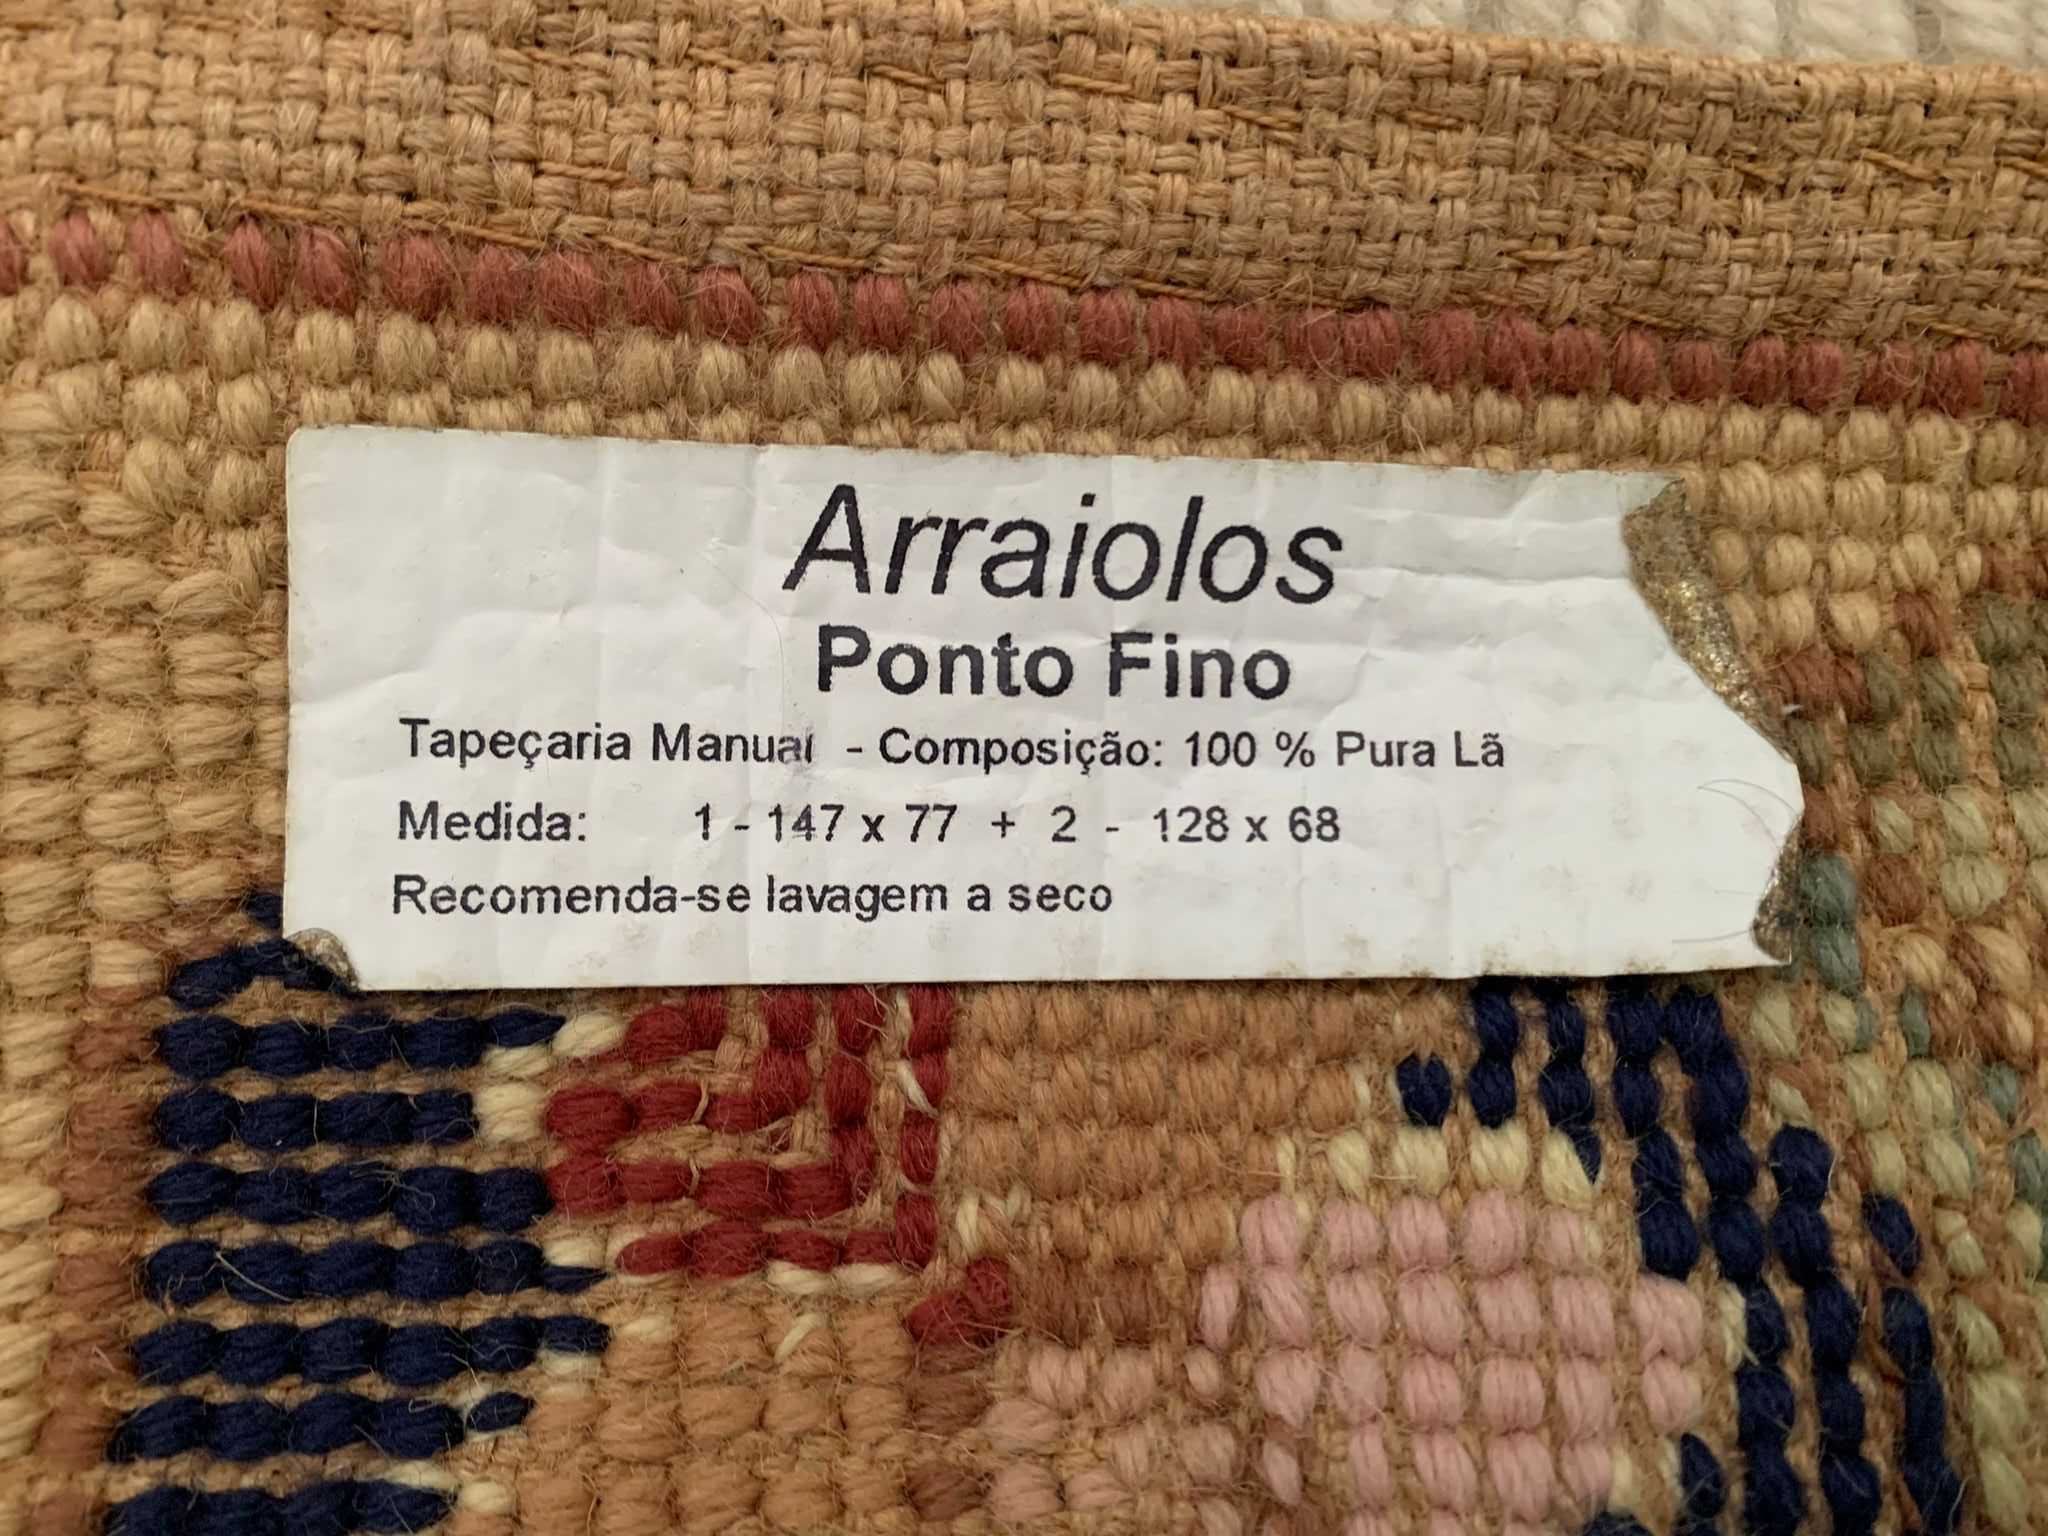 Arraiolos
Ponto Fino
Tapeçaria Manual - Composição: 100 % Pura Lã
Medida: 1 - 147 x 77 + 2 - 128 x 68
Recomenda-se lavagem a seco